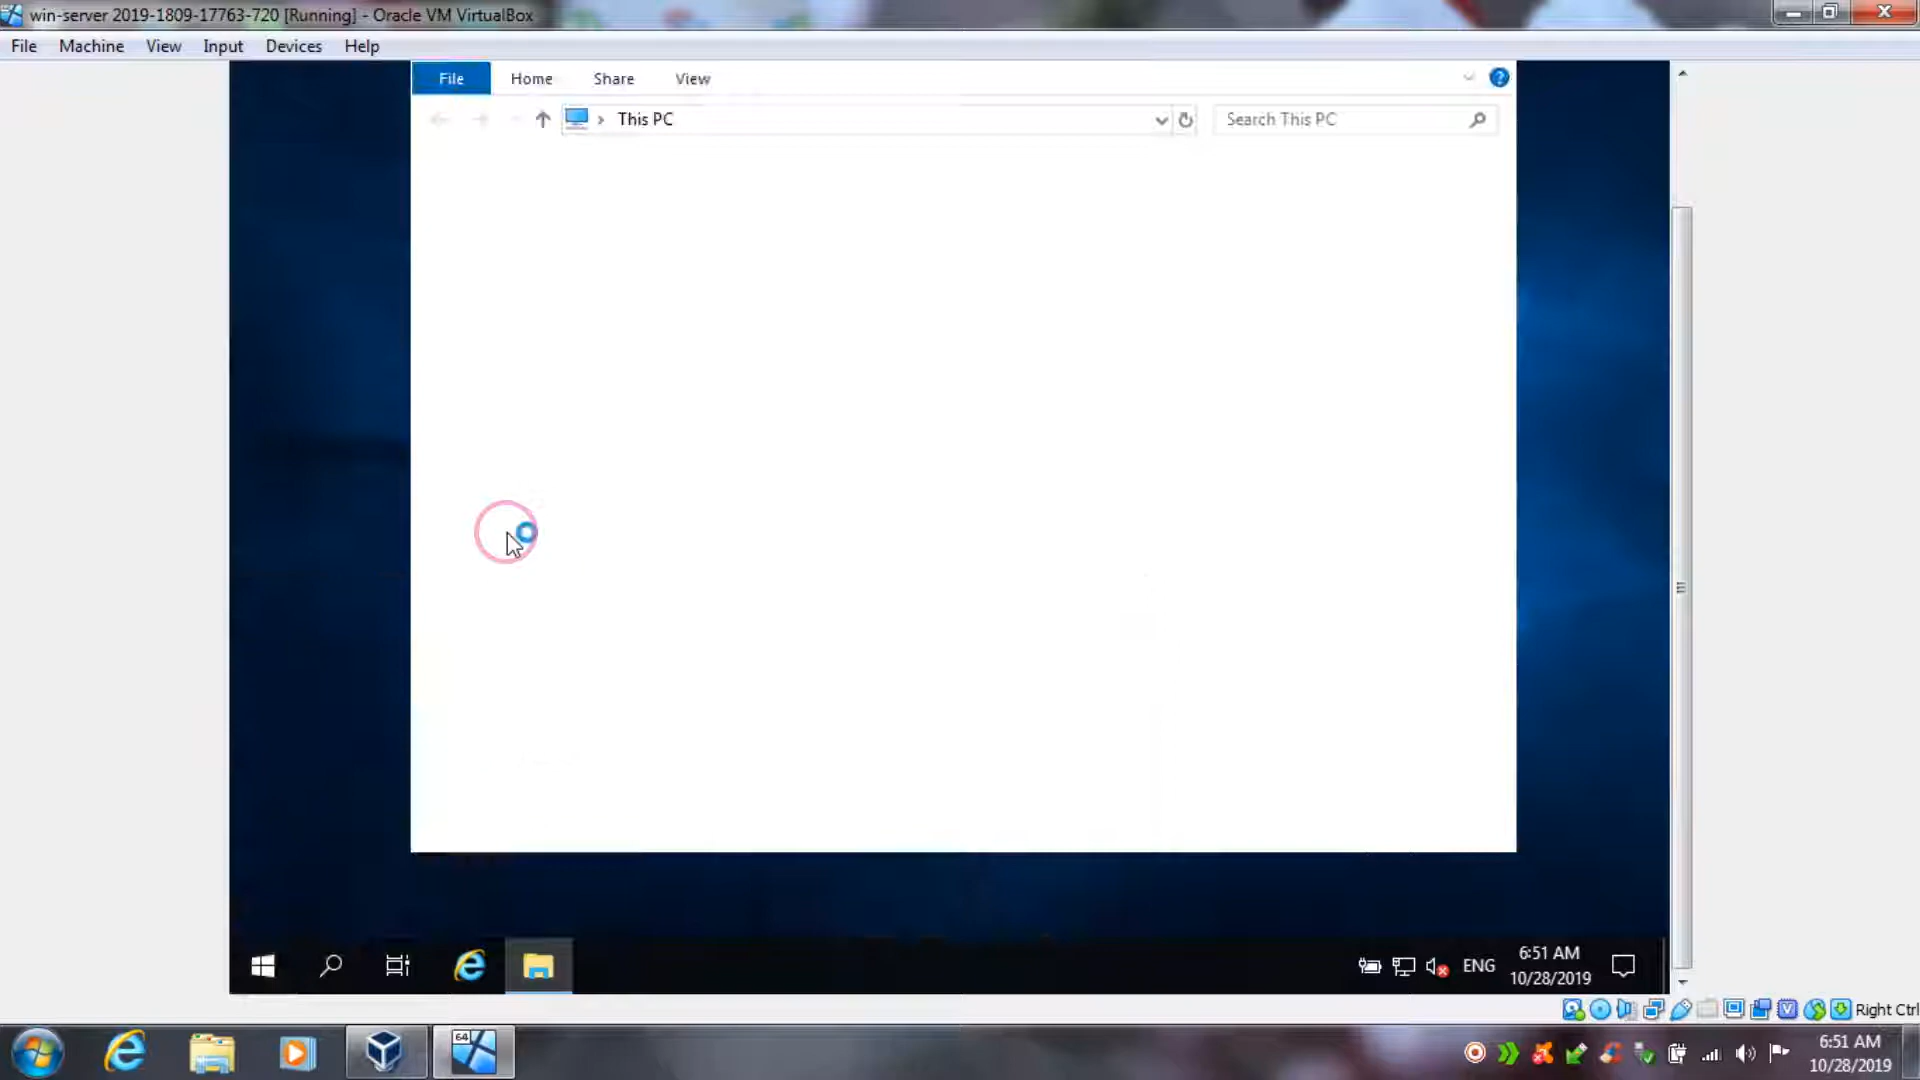 win-server 2019-1809-17763-720 [Running] - Oracle VM VirtualBox
File Machine View Input Devices Help
File Home Share View
This PC
Search This PC
ENG
6:51 AM
10/28/2019
Right Ctrl
64
6:51 AM
10/28/2019